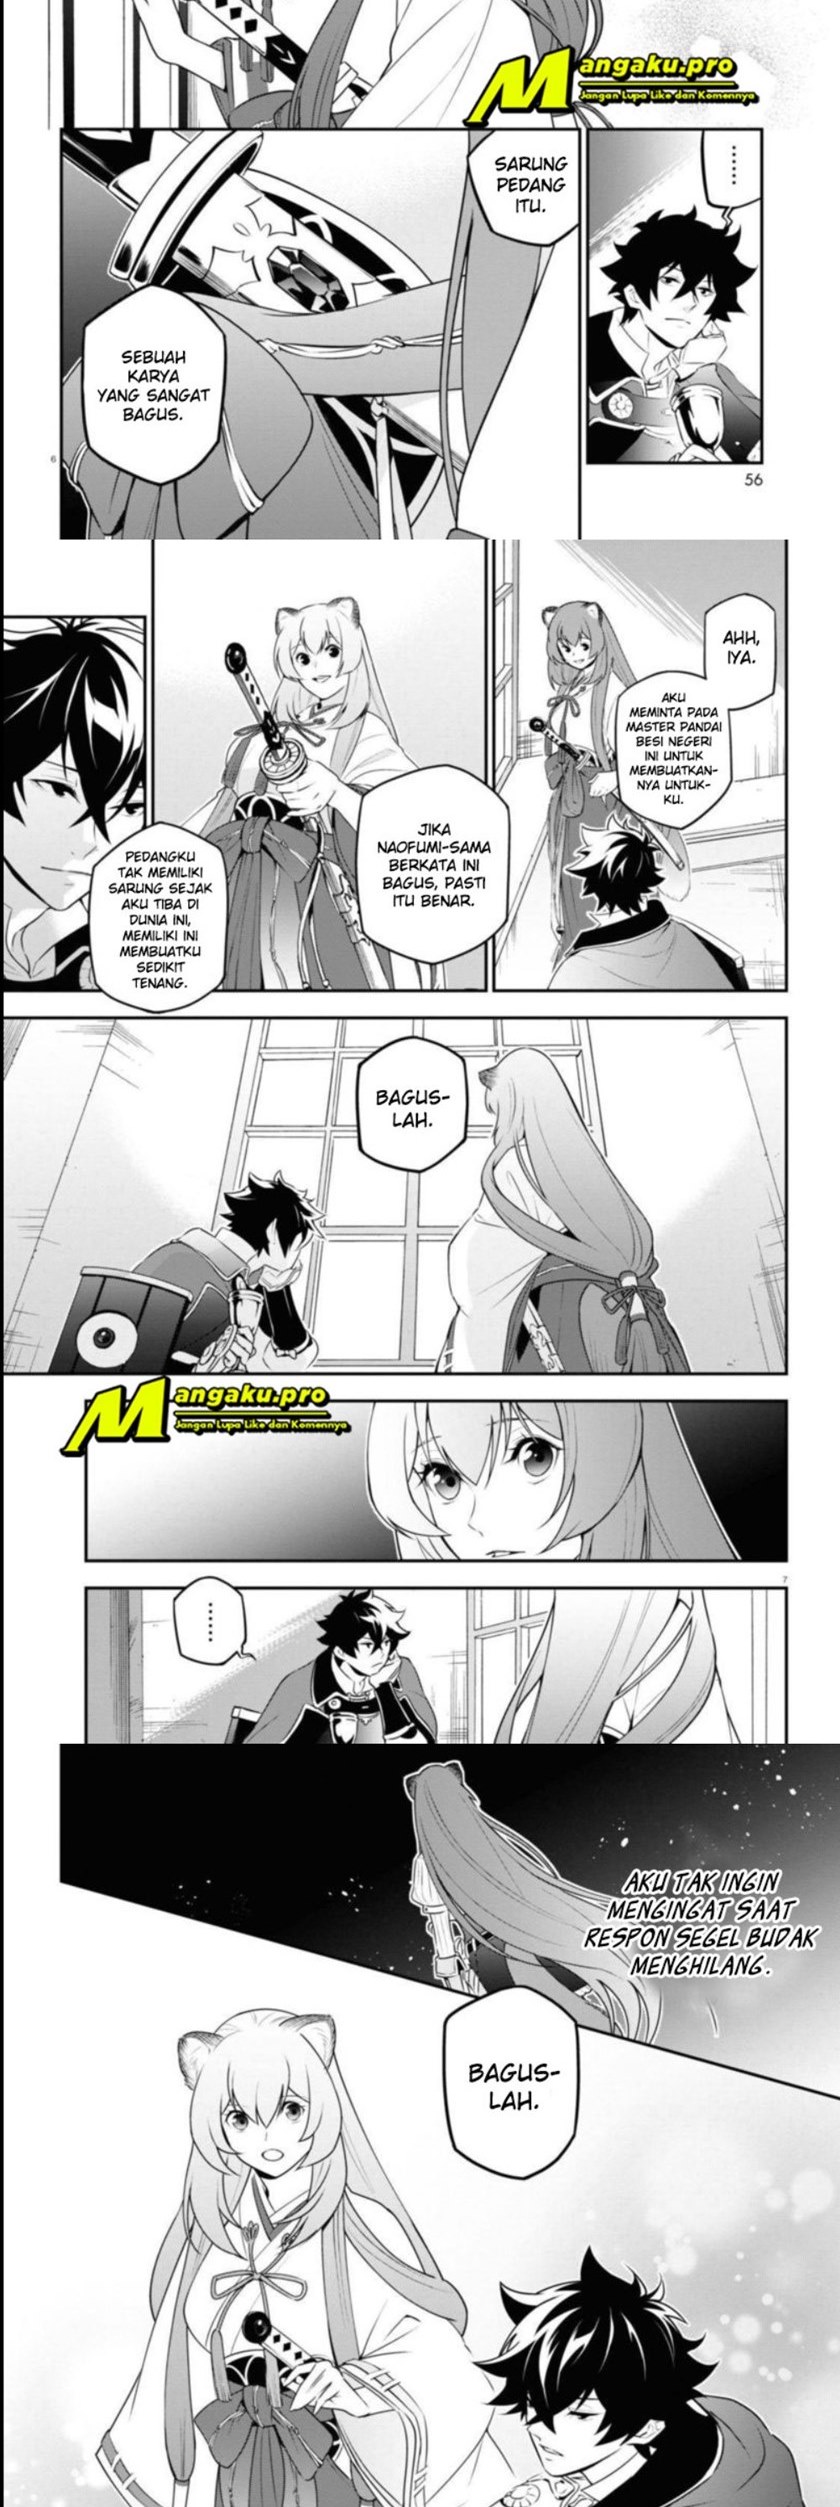 Mangaku.pro
Jangan Lupa Like dan Komennya
.......
SARUNG
PEDANG
ITU.
SEBUAH
KARYA
YANG SANGAT
BAGUS.
6
56
AHH,
IYA.
AKU
MEMINTA PADA
MASTER PANDAI
BESI NEGERI
INI UNTUK
MEMBUATKAN-
NYA UNTUK-
KU.
JIKA
NAOFUMI-SAMA
BERKATA INI
BAGUS, PASTI
ITU BENAR.
PEDANGKU
TAK MEMILIKI
SARUNG SEJAK
AKU TIBA DI
DUNIA INI,
MEMILIKI INI
MEMBUATKU
SEDIKIT
TENANG.
BAGUS-
LAH.
Mangaku.pro
Jangan Lupa Like dan Komennya
7
......
AKU TAK INGIN
MENGINGAT SAAT
RESPON SEGEL BUDAK
MENGHILANG.
BAGUS-
LAH.